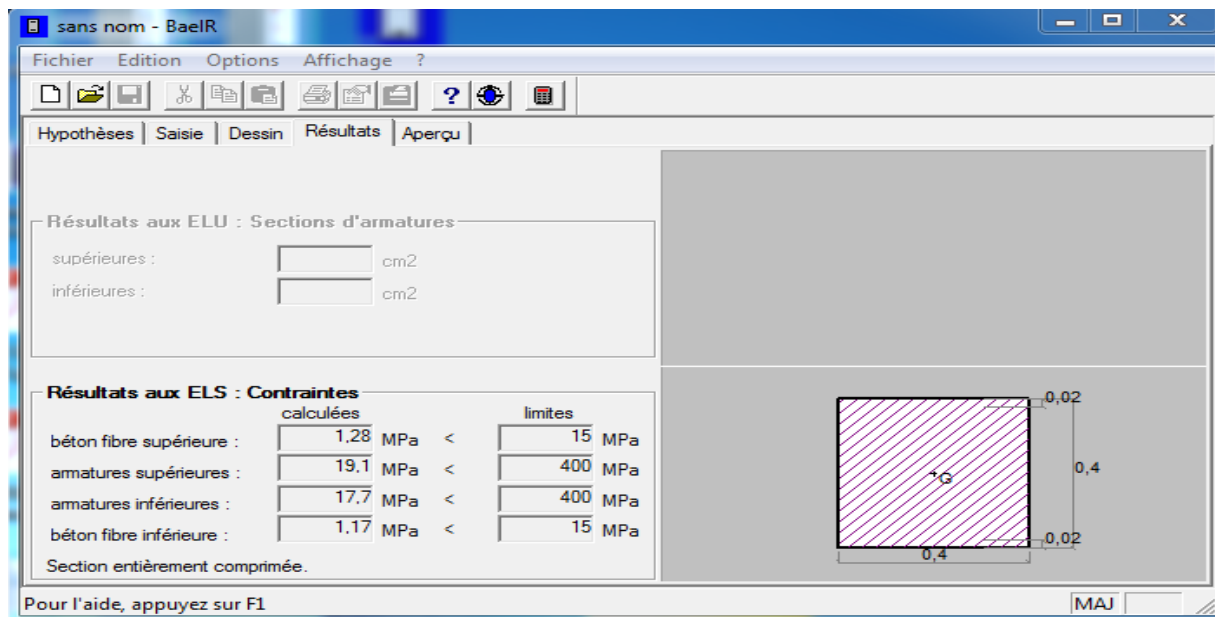 sans nom - BaelR
Fichier Edition Options Affichage ?
Hypothèses Saisie Dessin Résultats Aperçu
Résultats aux ELU : Sections d'armatures
supérieures : cm2
inférieures : cm2
Résultats aux ELS : Contraintes
calculées limites
béton fibre supérieure : 1,28 MPa < 15 MPa
armatures supérieures : 19,1 MPa < 400 MPa
armatures inférieures : 17,7 MPa < 400 MPa
béton fibre inférieure : 1,17 MPa < 15 MPa
Section entièrement comprimée.
0,02
0,4
G
0,02
0,4
Pour l'aide, appuyez sur F1 MAJ